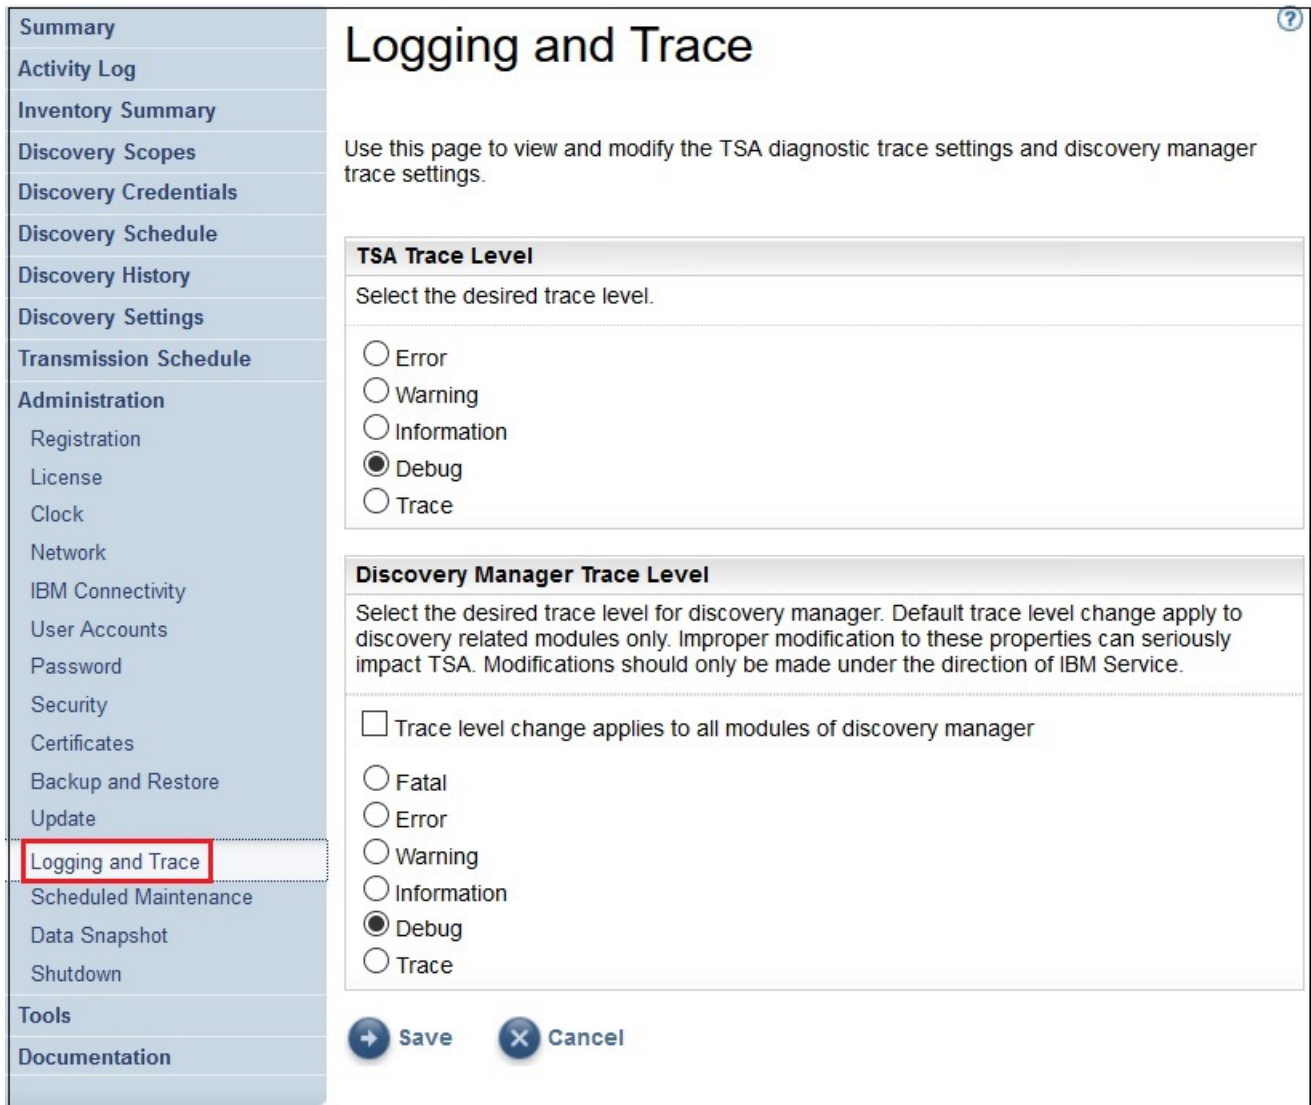 Summary
Activity Log
Inventory Summary
Discovery Scopes
Discovery Credentials
Discovery Schedule
Discovery History
Discovery Settings
Transmission Schedule
Administration
Registration
License
Clock
Network
IBM Connectivity
User Accounts
Password
Security
Certificates
Backup and Restore
Update
Logging and Trace
Scheduled Maintenance
Data Snapshot
Shutdown
Tools
Documentation
?
Logging and Trace
Use this page to view and modify the TSA diagnostic trace settings and discovery manager
trace settings.
TSA Trace Level
Select the desired trace level.
Error
Warning
Information
Debug
Trace
Discovery Manager Trace Level
Select the desired trace level for discovery manager. Default trace level change apply to
discovery related modules only. Improper modification to these properties can seriously
impact TSA. Modifications should only be made under the direction of IBM Service.
Trace level change applies to all modules of discovery manager
Fatal
Error
Warning
Information
Debug
Trace
Save
Cancel